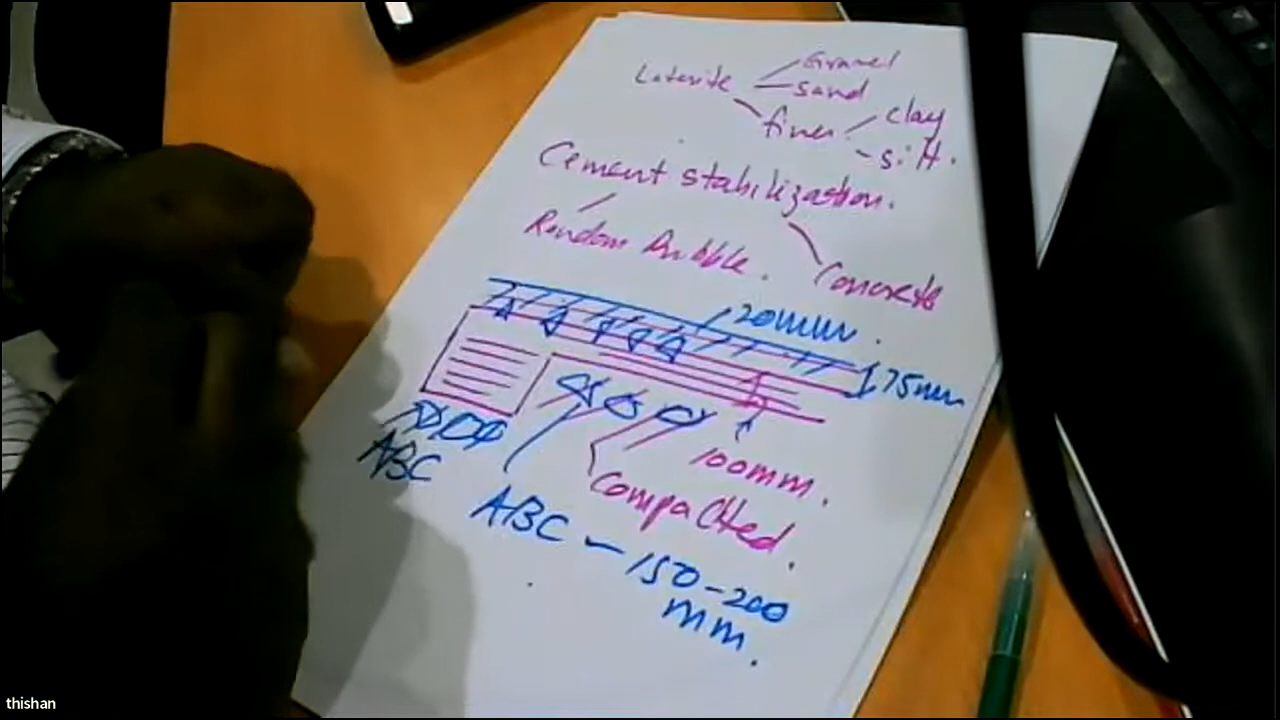 Laterite
Gravel
sand
fines
clay
silt.
Cement stabilization.
Random Rubble.
Concrete
20mm.
75mm
100mm.
Compacted.
ABC
ABC - 150-200
mm.
thishan